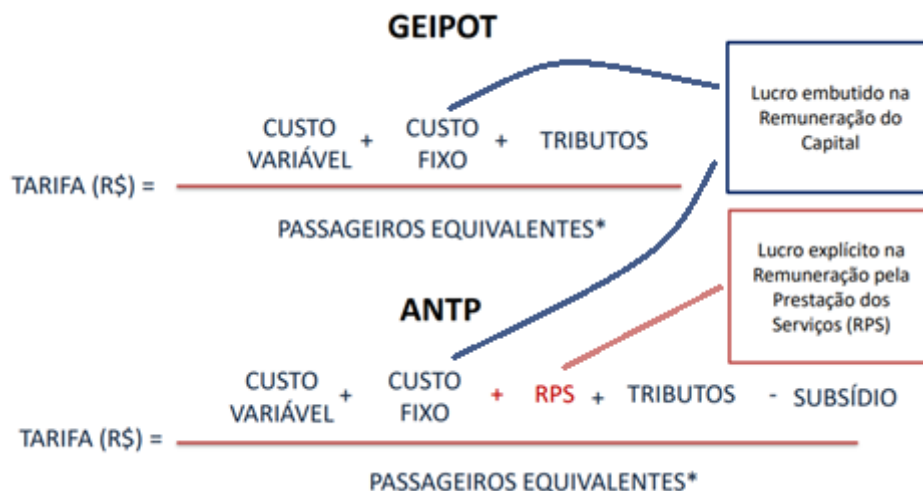 GEIPOT
CUSTO VARIÁVEL + CUSTO FIXO + TRIBUTOS
TARIFA (R$) =
PASSAGEIROS EQUIVALENTES*
Lucro embutido na
Remuneração do
Capital
Lucro explícito na
Remuneração pela
Prestação dos
Serviços (RPS)
ANTP
CUSTO VARIÁVEL + CUSTO FIXO + RPS + TRIBUTOS - SUBSÍDIO
TARIFA (R$) =
PASSAGEIROS EQUIVALENTES*